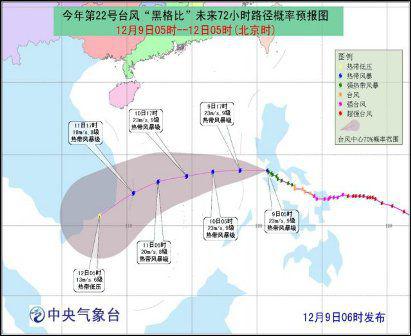 今年第22号台风“黑格比”未来72小时路径概率预报图
12月9日05时--12日05时(北京时)
图例
热带低压
热带风暴
强热带风暴
台风
强台风
超强台风
台风中心70%概率范围
9日17时
23m/s,9级
热带风暴级
10日17时
23m/s,9级
热带风暴级
11日17时
18m/s,8级
热带风暴级
9日05时
23m/s,9级
热带风暴级
10日05时
23m/s,9级
热带风暴级
11日05时
20m/s,8级
热带风暴级
12日05时
13m/s,6级
热带低压
中央气象台
12月9日06时发布